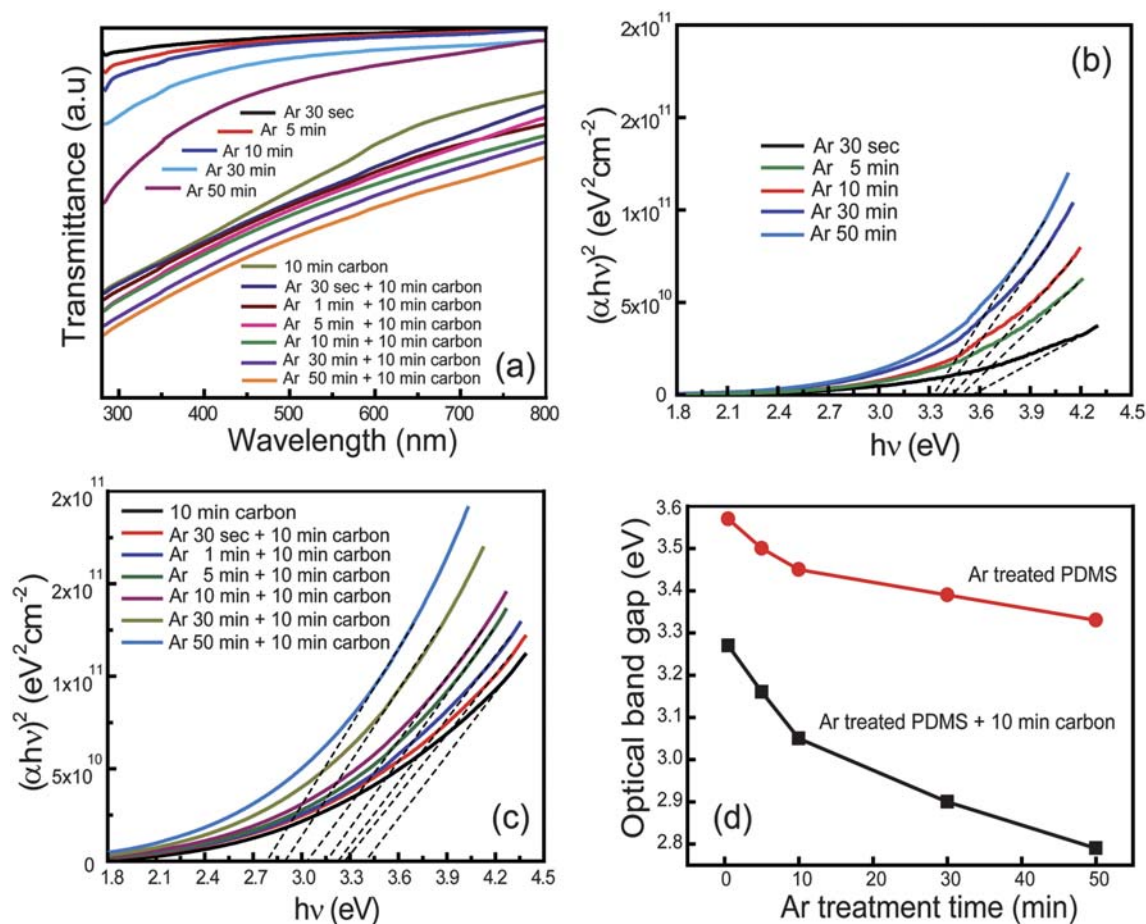 (a)
Transmittance (a.u)
Ar 30 sec
Ar 5 min
Ar 10 min
Ar 30 min
Ar 50 min
10 min carbon
Ar 30 sec + 10 min carbon
Ar 1 min + 10 min carbon
Ar 5 min + 10 min carbon
Ar 10 min + 10 min carbon
Ar 30 min + 10 min carbon
Ar 50 min + 10 min carbon
300 400 500 600 700 800
Wavelength (nm)
(b)
(αhν)² (eV²cm⁻²)
2x10¹¹
2x10¹¹
1x10¹¹
5x10¹⁰
0
Ar 30 sec
Ar 5 min
Ar 10 min
Ar 30 min
Ar 50 min
1.8 2.1 2.4 2.7 3.0 3.3 3.6 3.9 4.2 4.5
hν (eV)
(c)
(αhν)² (eV²cm⁻²)
2x10¹¹
2x10¹¹
1x10¹¹
5x10¹⁰
0
10 min carbon
Ar 30 sec + 10 min carbon
Ar 1 min + 10 min carbon
Ar 5 min + 10 min carbon
Ar 10 min + 10 min carbon
Ar 30 min + 10 min carbon
Ar 50 min + 10 min carbon
1.8 2.1 2.4 2.7 3.0 3.3 3.6 3.9 4.2 4.5
hν (eV)
(d)
Optical band gap (eV)
3.6
3.5
3.4
3.3
3.2
3.1
3.0
2.9
2.8
Ar treated PDMS
Ar treated PDMS + 10 min carbon
0 10 20 30 40 50
Ar treatment time (min)